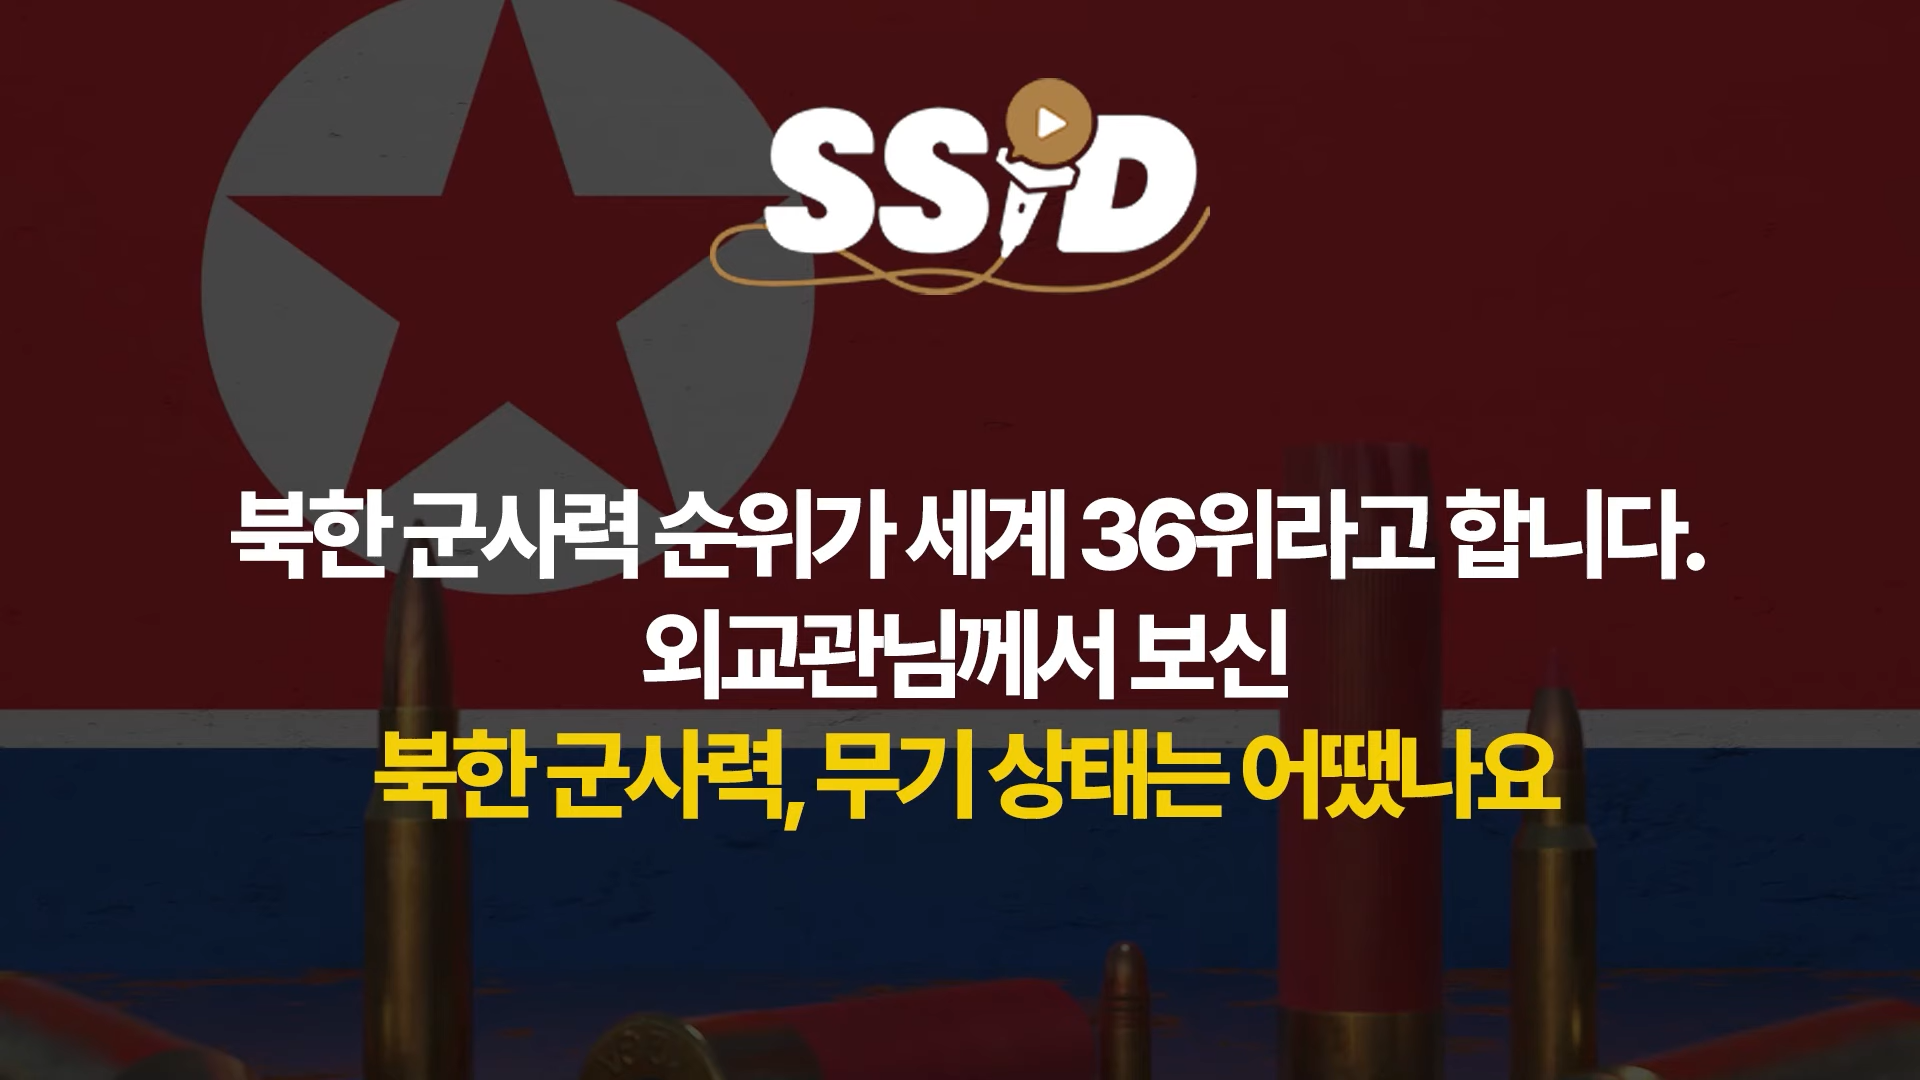 SSiD
북한 군사력 순위가 세계 36위라고 합니다.
외교관님께서 보신
북한 군사력, 무기 상태는 어땠나요